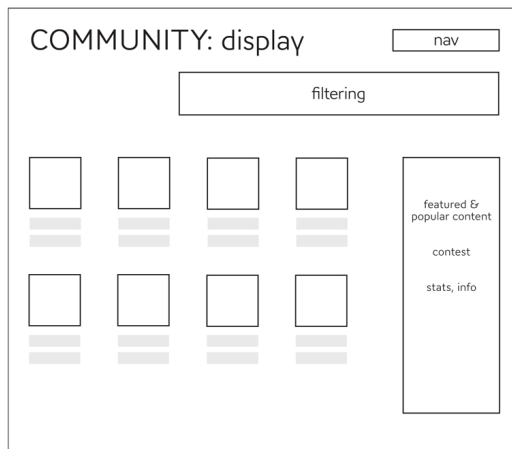 COMMUNITY: display
nav
filtering
featured &
popular content
contest
stats, info